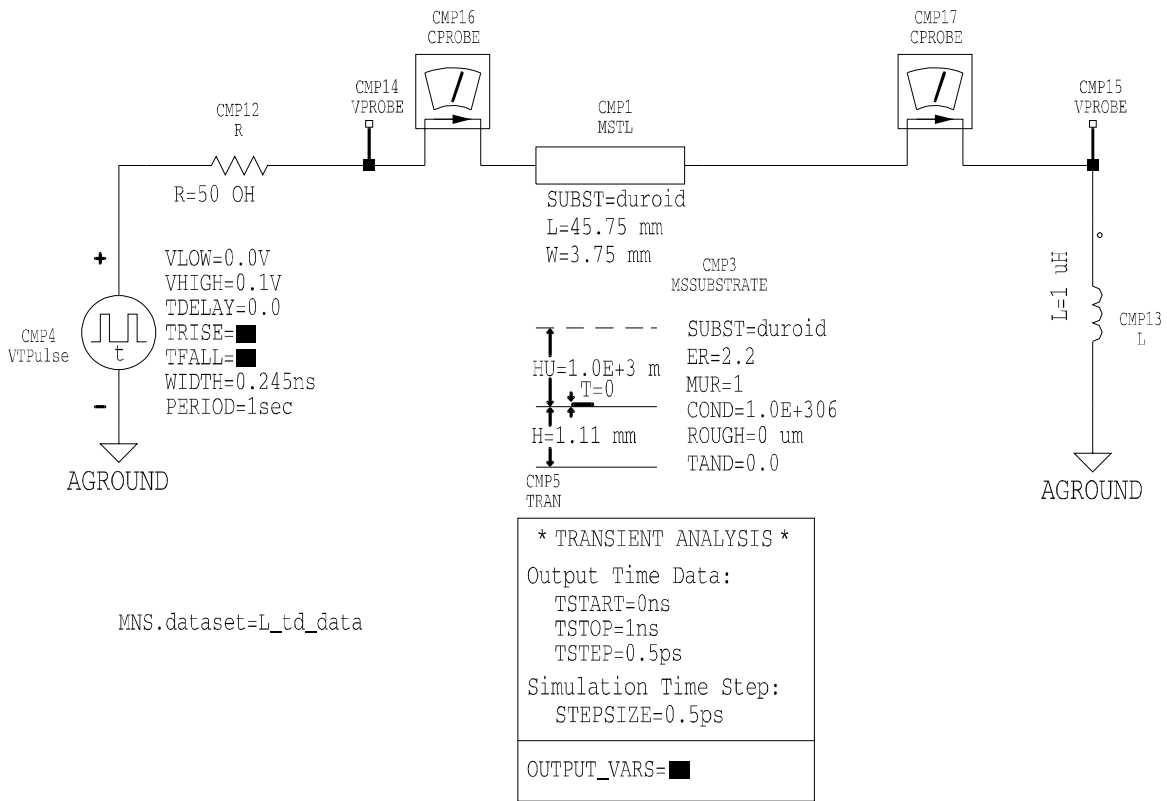 CMP16
CPROBE
CMP17
CPROBE
CMP14
VPROBE
CMP15
VPROBE
CMP12
R
R=50 OH
CMP1
MSTL
SUBST=duroid
L=45.75 mm
W=3.75 mm
+
VLOW=0.0V
VHIGH=0.1V
TDELAY=0.0
TRISE=
TFALL=
WIDTH=0.245ns
PERIOD=1sec
CMP4
VTPulse
t
-
AGROUND
CMP3
MSSUBSTRATE
SUBST=duroid
ER=2.2
MUR=1
COND=1.0E+306
ROUGH=0 um
TAND=0.0
HU=1.0E+3 m
T=0
H=1.11 mm
L=1 uH
CMP13
L
AGROUND
CMP5
TRAN
* TRANSIENT ANALYSIS *
Output Time Data:
TSTART=0ns
TSTOP=1ns
TSTEP=0.5ps
Simulation Time Step:
STEPSIZE=0.5ps
OUTPUT_VARS=
MNS.dataset=L_td_data